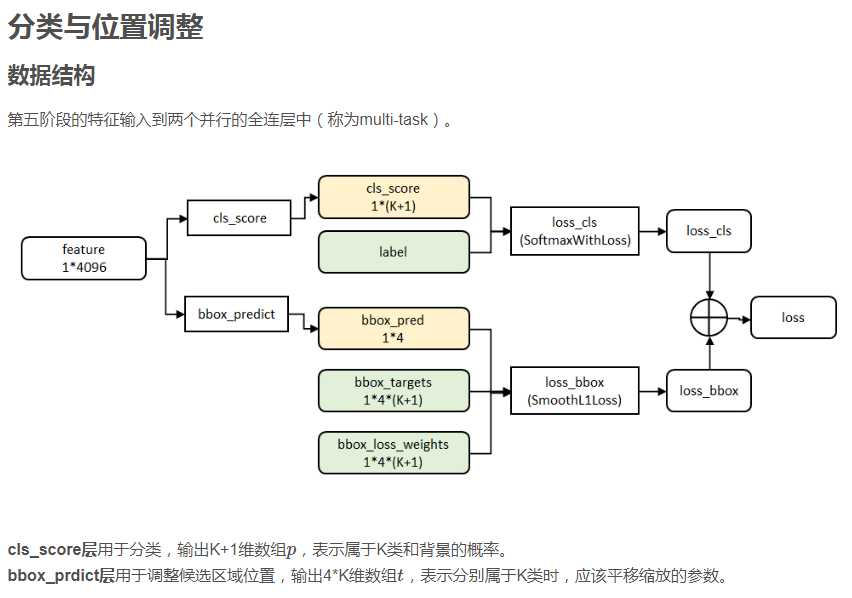 分类与位置调整
数据结构
第五阶段的特征输入到两个并行的全连层中（称为multi-task）。
feature
1*4096
cls_score
cls_score
1*(K+1)
label
loss_cls
(SoftmaxWithLoss)
loss_cls
bbox_predict
bbox_pred
1*4
bbox_targets
1*4*(K+1)
bbox_loss_weights
1*4*(K+1)
loss_bbox
(SmoothL1Loss)
loss_bbox
loss
cls_score层用于分类，输出K+1维数组p，表示属于K类和背景的概率。
bbox_prdict层用于调整候选区域位置，输出4*K维数组t，表示分别属于K类时，应该平移缩放的参数。